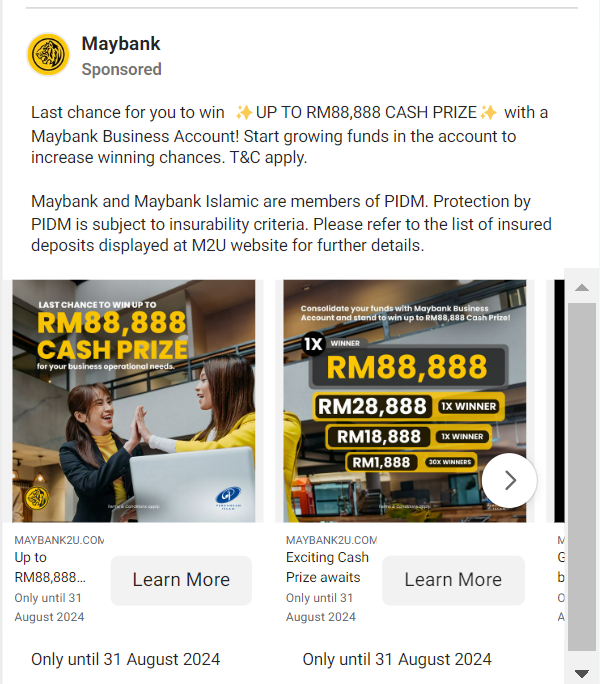 Maybank
Sponsored
Last chance for you to win ✨UP TO RM88,888 CASH PRIZE✨ with a
Maybank Business Account! Start growing funds in the account to
increase winning chances. T&C apply.
Maybank and Maybank Islamic are members of PIDM. Protection by
PIDM is subject to insurability criteria. Please refer to the list of insured
deposits displayed at M2U website for further details.
LAST CHANCE TO WIN UP TO
RM88,888
CASH PRIZE
for your business operational needs.
Terms & Conditions apply.
Consolidate your funds with Maybank Business
Account and stand to win up to RM88,888 Cash Prize!
1X WINNER
RM88,888
RM28,888 1X WINNER
RM18,888 1X WINNER
RM1,888 30X WINNERS
Terms & Conditions apply.
MAYBANK2U.COM
Up to
RM88,888...
Only until 31
August 2024
Learn More
MAYBANK2U.COM
Exciting Cash
Prize awaits
Only until 31
August 2024
Learn More
Only until 31 August 2024
Only until 31 August 2024